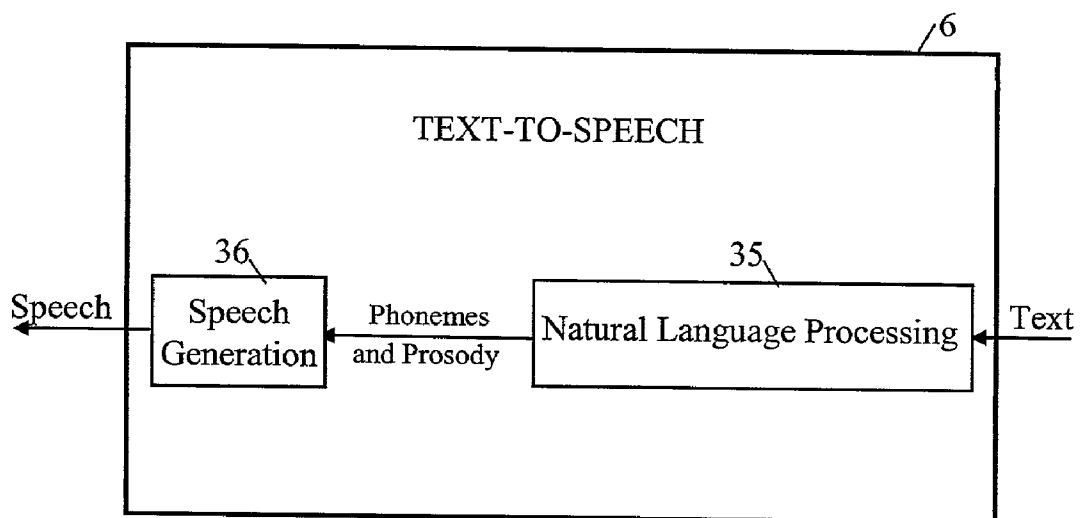 6
TEXT-TO-SPEECH
36
35
Speech
Speech
Generation
Phonemes
and Prosody
Natural Language Processing
Text